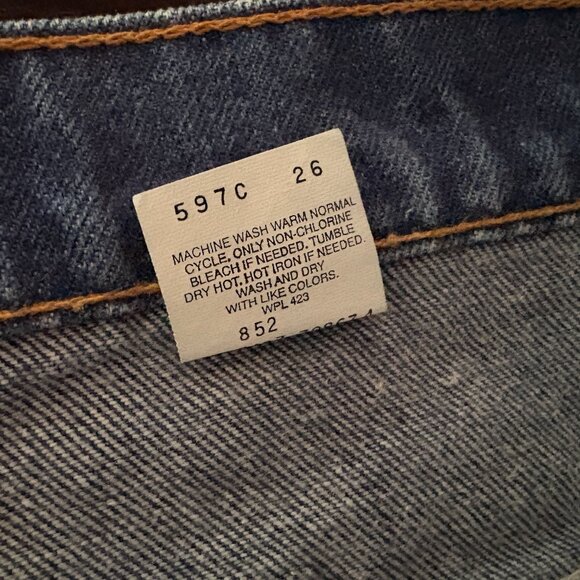 597C 26
MACHINE WASH WARM NORMAL
CYCLE, ONLY NON-CHLORINE
BLEACH IF NEEDED. TUMBLE
DRY HOT, HOT IRON IF NEEDED.
WASH AND DRY
WITH LIKE COLORS.
WPL 423
852